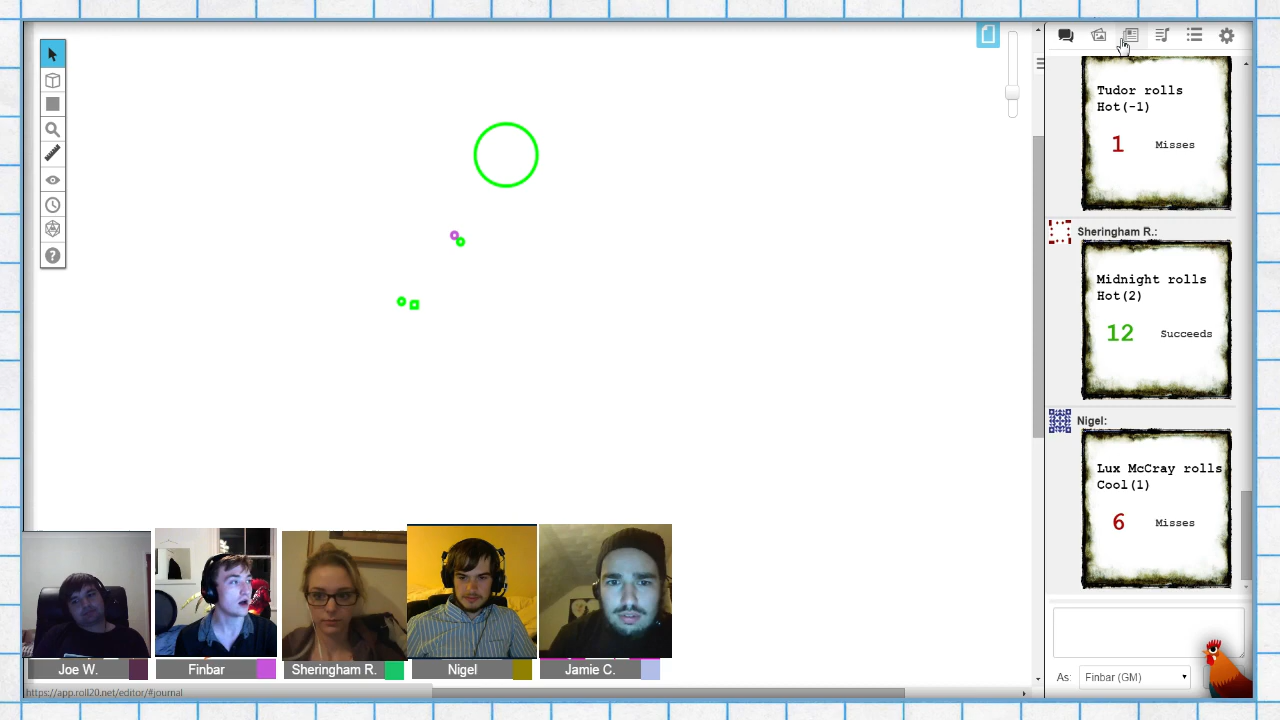 Tudor rolls
Hot(-1)
1 Misses
Sheringham R.:
Midnight rolls
Hot(2)
12 Succeeds
Nigel:
Lux McCray rolls
Cool(1)
6 Misses
As: Finbar (GM)
Joe W.
Finbar
Sheringham R.
Nigel
Jamie C.
https://app.roll20.net/editor/#journal